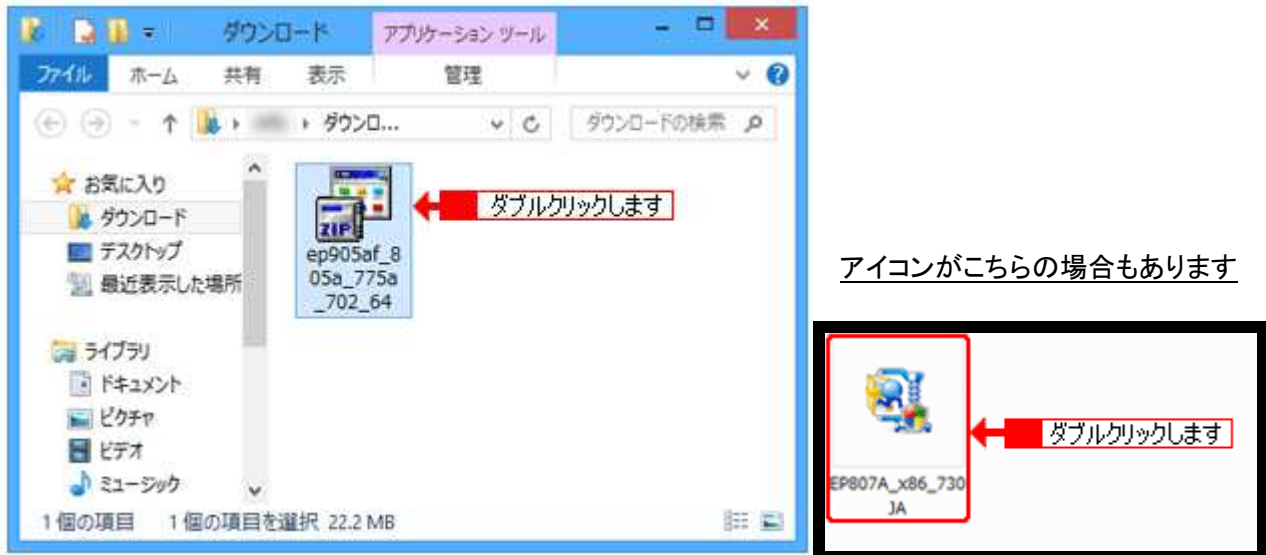 ダウンロード
アプリケーション ツール
ファイル ホーム 共有 表示 管理
ダウンロ...
ダウンロードの検索
お気に入り
ダウンロード
デスクトップ
最近表示した場所
ライブラリ
ドキュメント
ピクチャ
ビデオ
ミュージック
ZIP
ep905af_8
05a_775a
_702_64
ダブルクリックします
1 個の項目 1 個の項目を選択 22.2 MB
アイコンがこちらの場合もあります
EP807A_x86_730
JA
ダブルクリックします